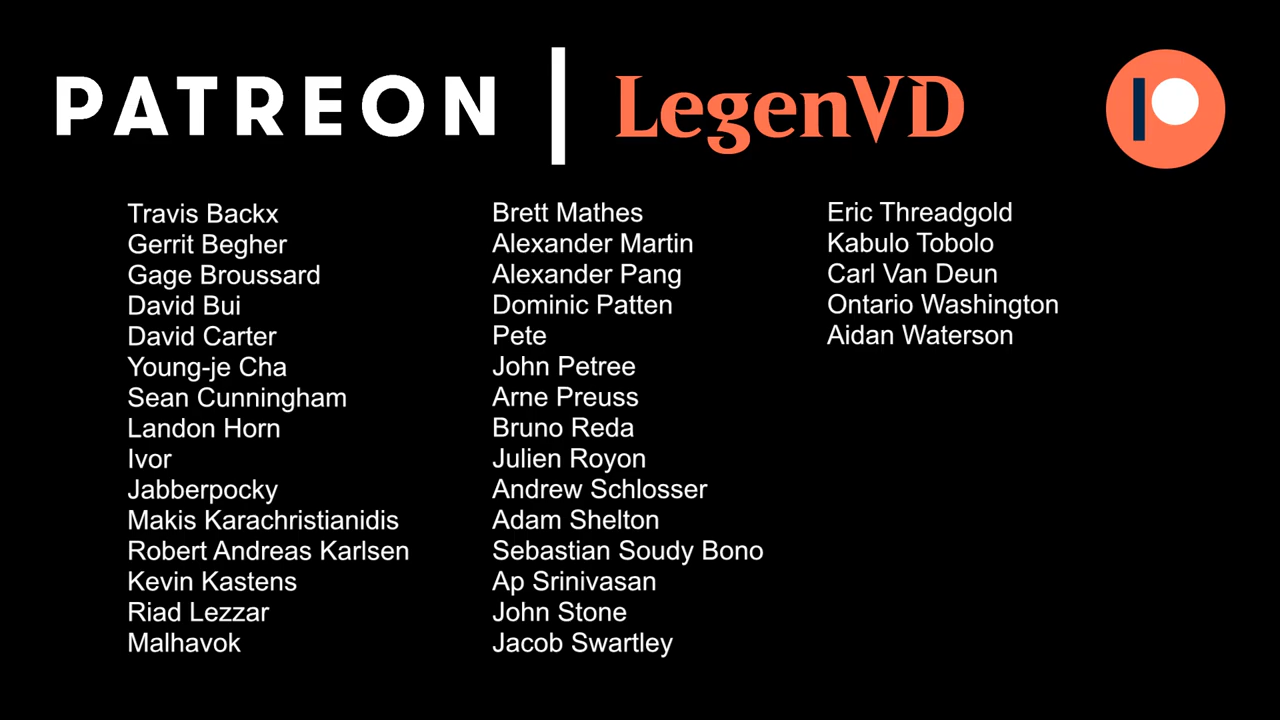 PATREON | LegenVD
Travis Backx
Gerrit Begher
Gage Broussard
David Bui
David Carter
Young-je Cha
Sean Cunningham
Landon Horn
Ivor
Jabberpocky
Makis Karachristianidis
Robert Andreas Karlsen
Kevin Kastens
Riad Lezzar
Malhavok
Brett Mathes
Alexander Martin
Alexander Pang
Dominic Patten
Pete
John Petree
Arne Preuss
Bruno Reda
Julien Royon
Andrew Schlosser
Adam Shelton
Sebastian Soudy Bono
Ap Srinivasan
John Stone
Jacob Swartley
Eric Threadgold
Kabulo Tobolo
Carl Van Deun
Ontario Washington
Aidan Waterson